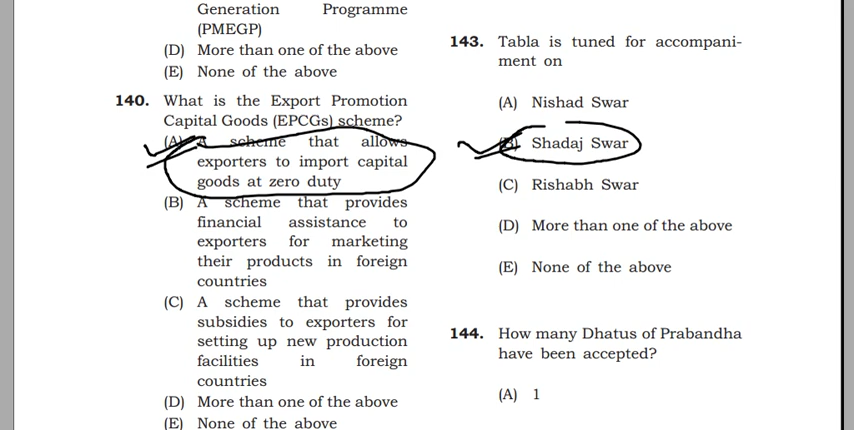 Generation Programme
(PMEGP)
(D) More than one of the above
(E) None of the above
140. What is the Export Promotion
Capital Goods (EPCGs) scheme?
(A) A scheme that allows
exporters to import capital
goods at zero duty
(B) A scheme that provides
financial assistance to
exporters for marketing
their products in foreign
countries
(C) A scheme that provides
subsidies to exporters for
setting up new production
facilities in foreign
countries
(D) More than one of the above
(E) None of the above
143. Tabla is tuned for accompani-
ment on
(A) Nishad Swar
(B) Shadaj Swar
(C) Rishabh Swar
(D) More than one of the above
(E) None of the above
144. How many Dhatus of Prabandha
have been accepted?
(A) 1